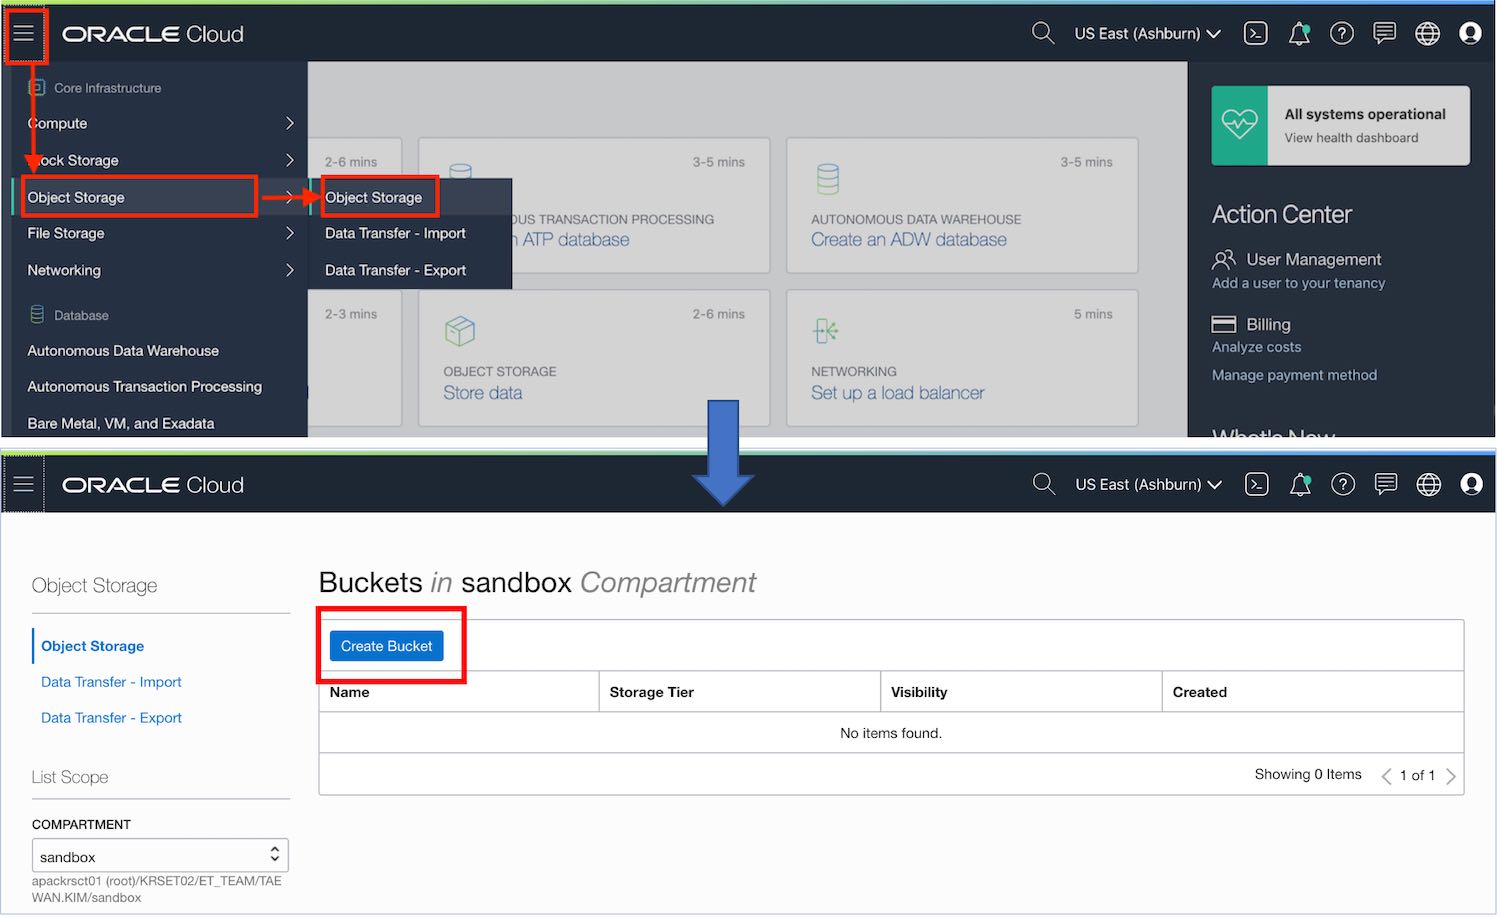 ORACLE Cloud
US East (Ashburn)
Core Infrastructure
Compute
ock Storage
Object Storage
File Storage
Networking
Database
Autonomous Data Warehouse
Autonomous Transaction Processing
Bare Metal, VM, and Exadata
Object Storage
Data Transfer - Import
Data Transfer - Export
2-6 mins
3-5 mins
OUS TRANSACTION PROCESSING
ATP database
3-5 mins
AUTONOMOUS DATA WAREHOUSE
Create an ADW database
2-3 mins
2-6 mins
OBJECT STORAGE
Store data
5 mins
NETWORKING
Set up a load balancer
All systems operational
View health dashboard
Action Center
User Management
Add a user to your tenancy
Billing
Analyze costs
Manage payment method
What's New
ORACLE Cloud
US East (Ashburn)
Object Storage
Object Storage
Data Transfer - Import
Data Transfer - Export
List Scope
COMPARTMENT
sandbox
apackrsct01 (root)/KRSET02/ET_TEAM/TAE
WAN.KIM/sandbox
Buckets in sandbox Compartment
Create Bucket
Name Storage Tier Visibility Created
No items found.
Showing 0 Items 1 of 1